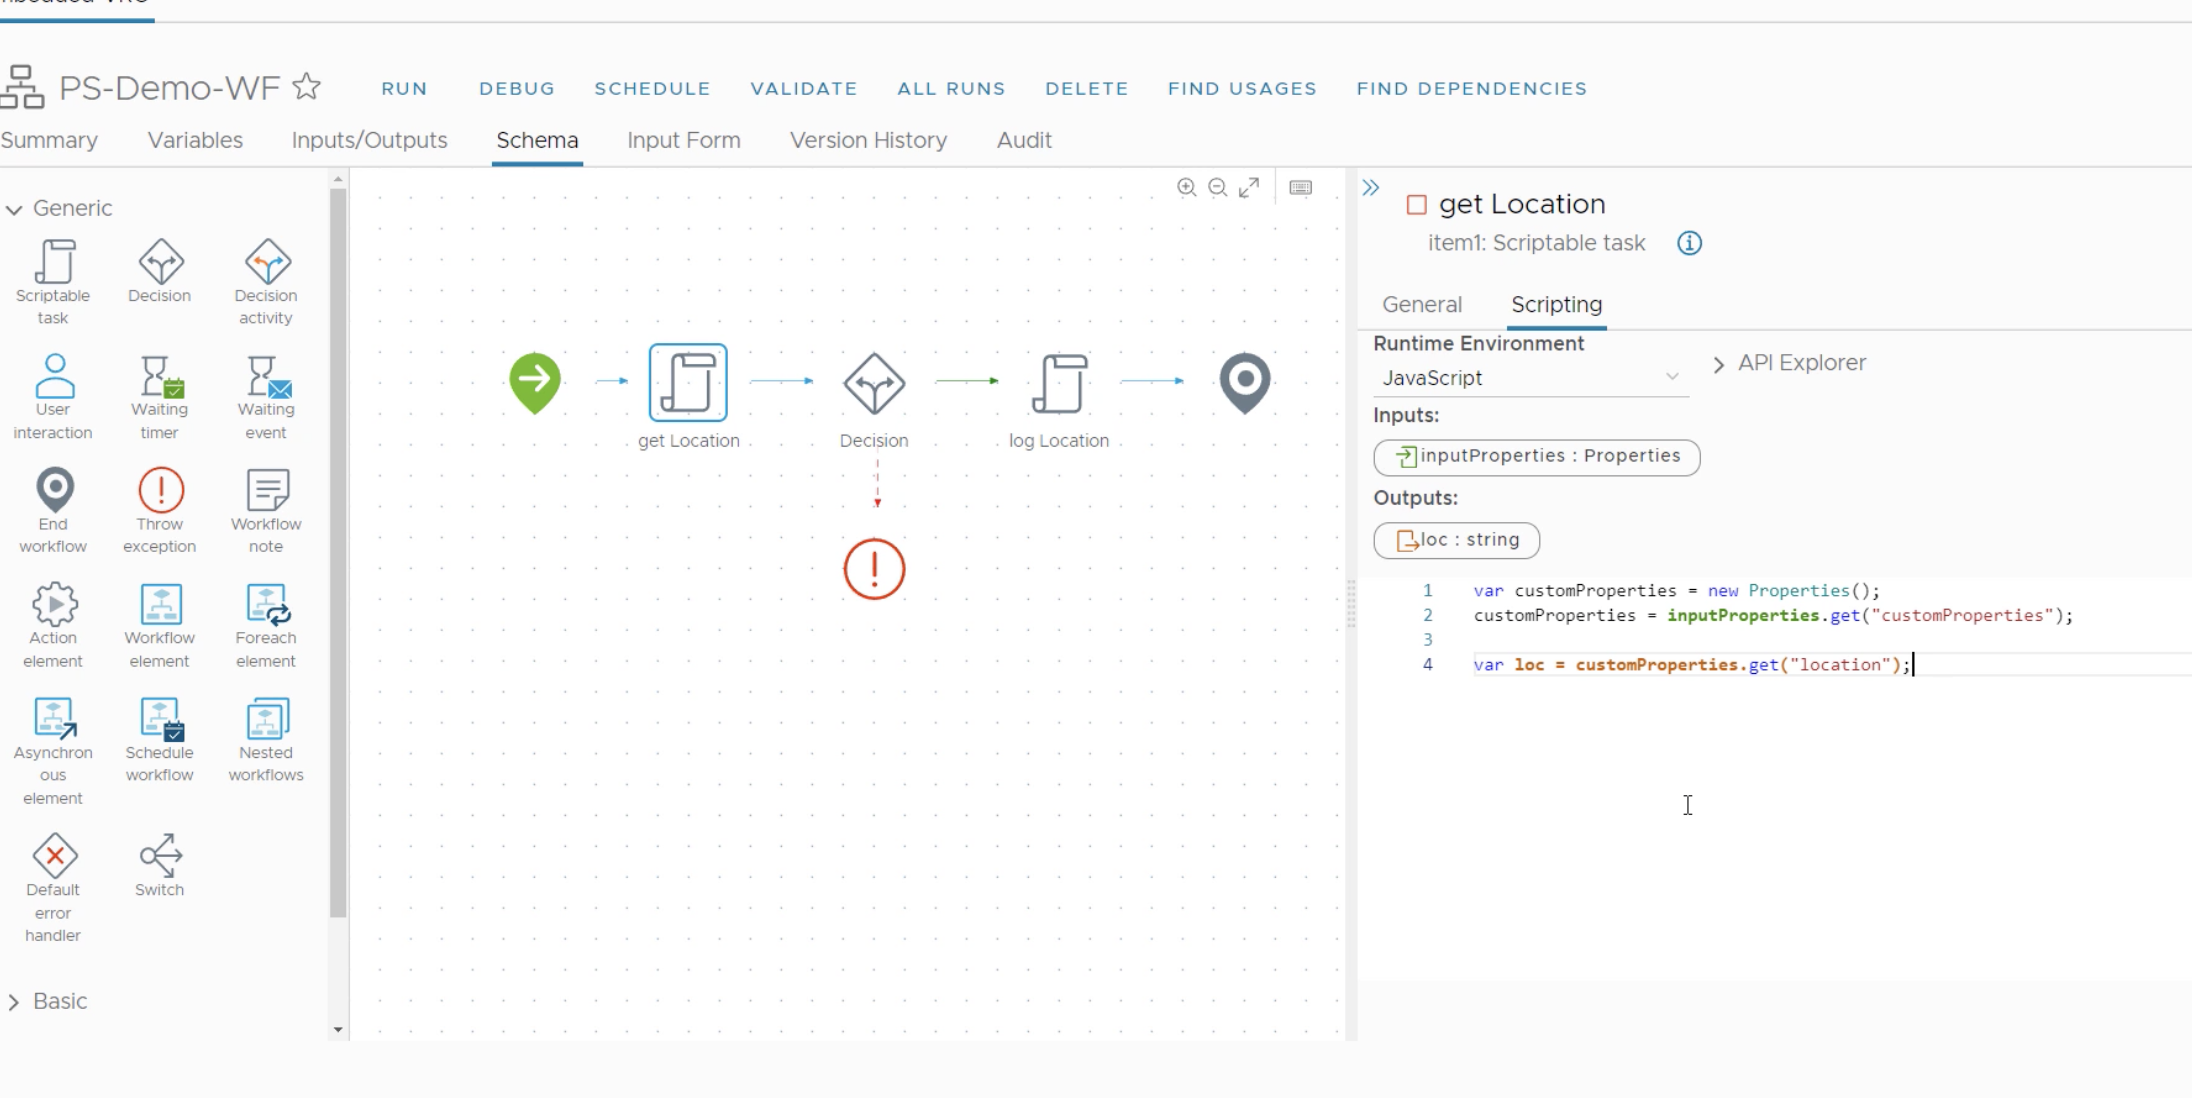 PS-Demo-WF
RUN
DEBUG
SCHEDULE
VALIDATE
ALL RUNS
DELETE
FIND USAGES
FIND DEPENDENCIES
Summary
Variables
Inputs/Outputs
Schema
Input Form
Version History
Audit
Generic
Scriptable
task
Decision
Decision
activity
User
interaction
Waiting
timer
Waiting
event
End
workflow
Throw
exception
Workflow
note
Action
element
Workflow
element
Foreach
element
Asynchron
ous
element
Schedule
workflow
Nested
workflows
Default
error
handler
Switch
Basic
get Location
Decision
log Location
get Location
item1: Scriptable task
General
Scripting
Runtime Environment
JavaScript
API Explorer
Inputs:
inputProperties : Properties
Outputs:
loc : string
1 var customProperties = new Properties();
2 customProperties = inputProperties.get("customProperties");
3
4 var loc = customProperties.get("location");